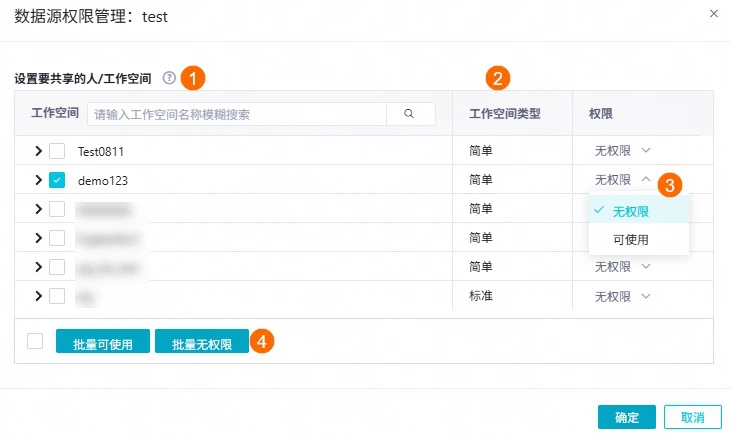 数据源权限管理：test
设置要共享的人/工作空间 ? 1 2
工作空间 请输入工作空间名称模糊搜索 工作空间类型 权限
Test0811 简单 无权限
demo123 简单 无权限 3
简单 无权限
简单 可使用
简单 无权限
标准 无权限
批量可使用 批量无权限 4
确定 取消